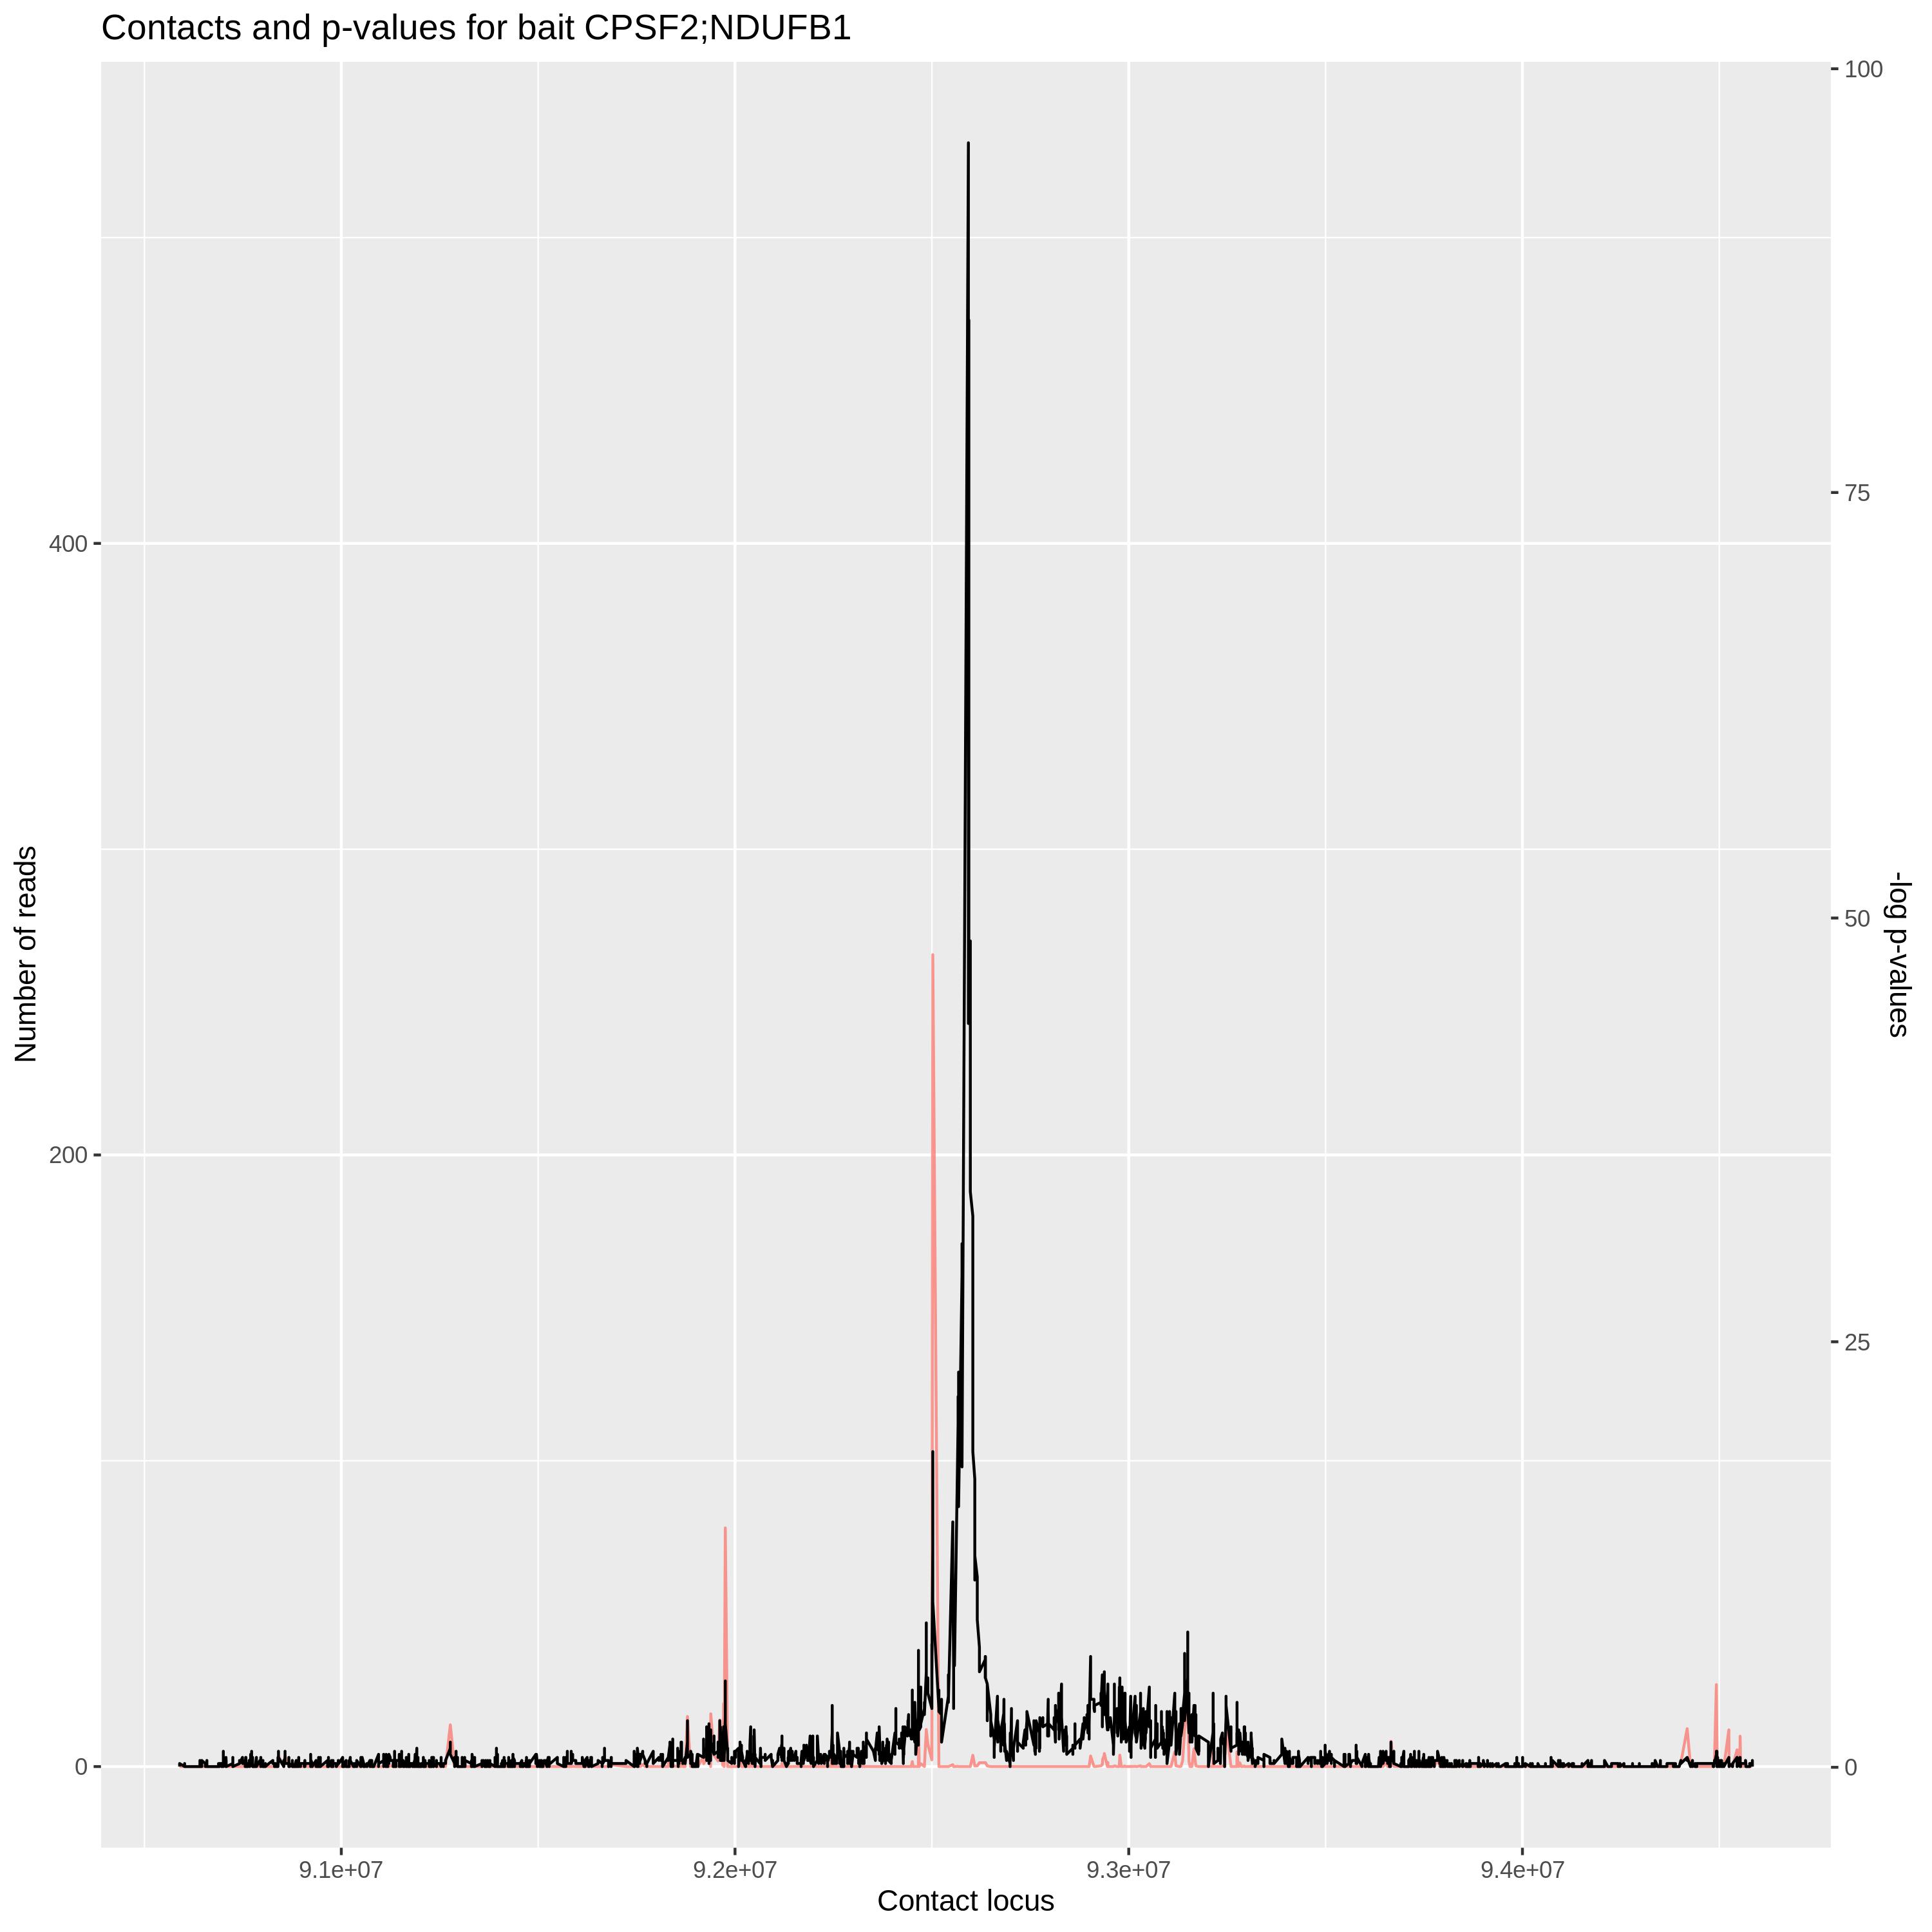 Contacts and p-values for bait CPSF2;NDUFB1
Number of reads
400
200
0
100
75
50
25
0
-log p-values
9.1e+07
9.2e+07
9.3e+07
9.4e+07
Contact locus